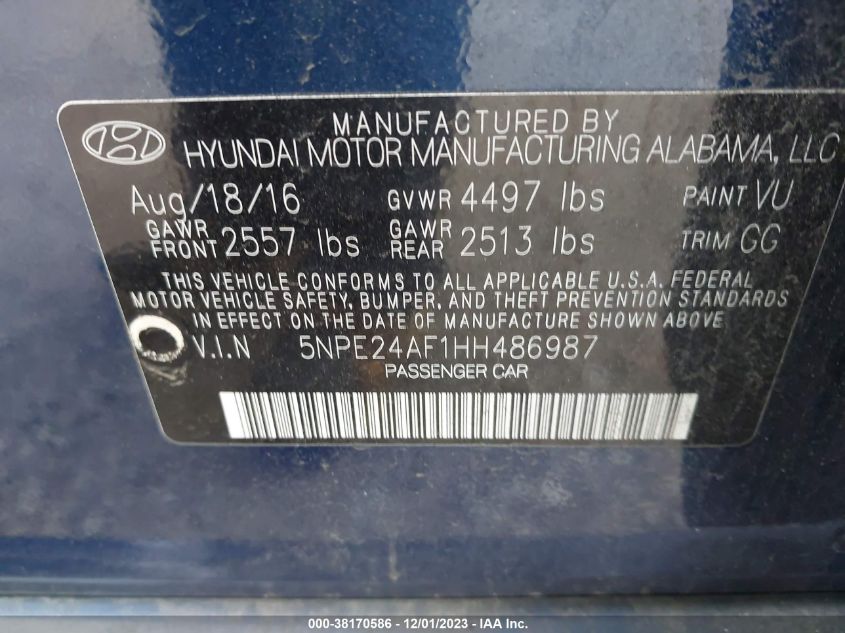 MANUFACTURED BY
HYUNDAI MOTOR MANUFACTURING ALABAMA, LLC
Aug/18/16 GVWR 4497 lbs PAINT VU
GAWR FRONT 2557 lbs GAWR REAR 2513 lbs TRIM GG
THIS VEHICLE CONFORMS TO ALL APPLICABLE U.S.A. FEDERAL
MOTOR VEHICLE SAFETY, BUMPER, AND THEFT PREVENTION STANDARDS
IN EFFECT ON THE DATE OF MANUFACTURE SHOWN ABOVE
V.I.N 5NPE24AF1HH486987
PASSENGER CAR
000-38170586 - 12/01/2023 - IAA Inc.